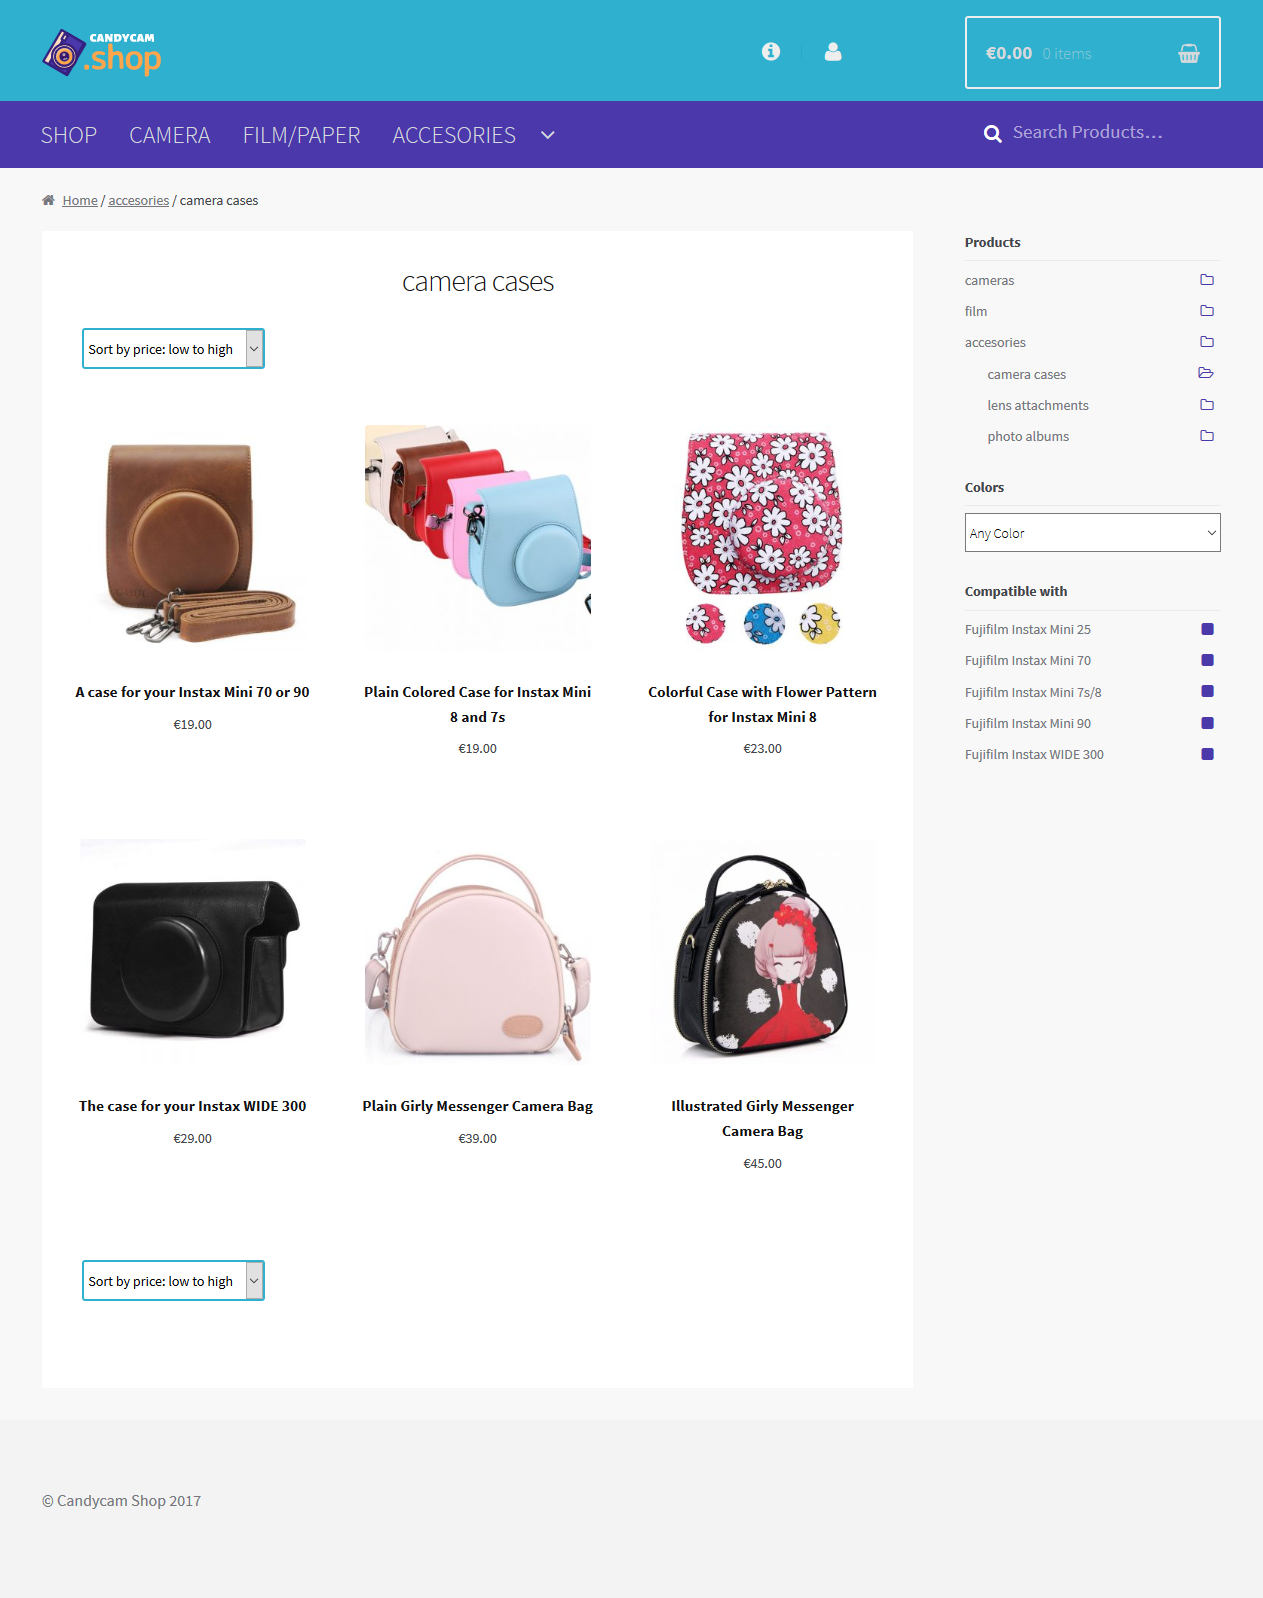 CANDYCAM
.shop
€0.00 0 items
SHOP CAMERA FILM/PAPER ACCESORIES
Search Products...
Home / accesories / camera cases
camera cases
Sort by price: low to high
A case for your Instax Mini 70 or 90
€19.00
Plain Colored Case for Instax Mini
8 and 7s
€19.00
Colorful Case with Flower Pattern
for Instax Mini 8
€23.00
The case for your Instax WIDE 300
€29.00
Plain Girly Messenger Camera Bag
€39.00
Illustrated Girly Messenger
Camera Bag
€45.00
Sort by price: low to high
Products
cameras
film
accesories
camera cases
lens attachments
photo albums
Colors
Any Color
Compatible with
Fujifilm Instax Mini 25
Fujifilm Instax Mini 70
Fujifilm Instax Mini 7s/8
Fujifilm Instax Mini 90
Fujifilm Instax WIDE 300
© Candycam Shop 2017